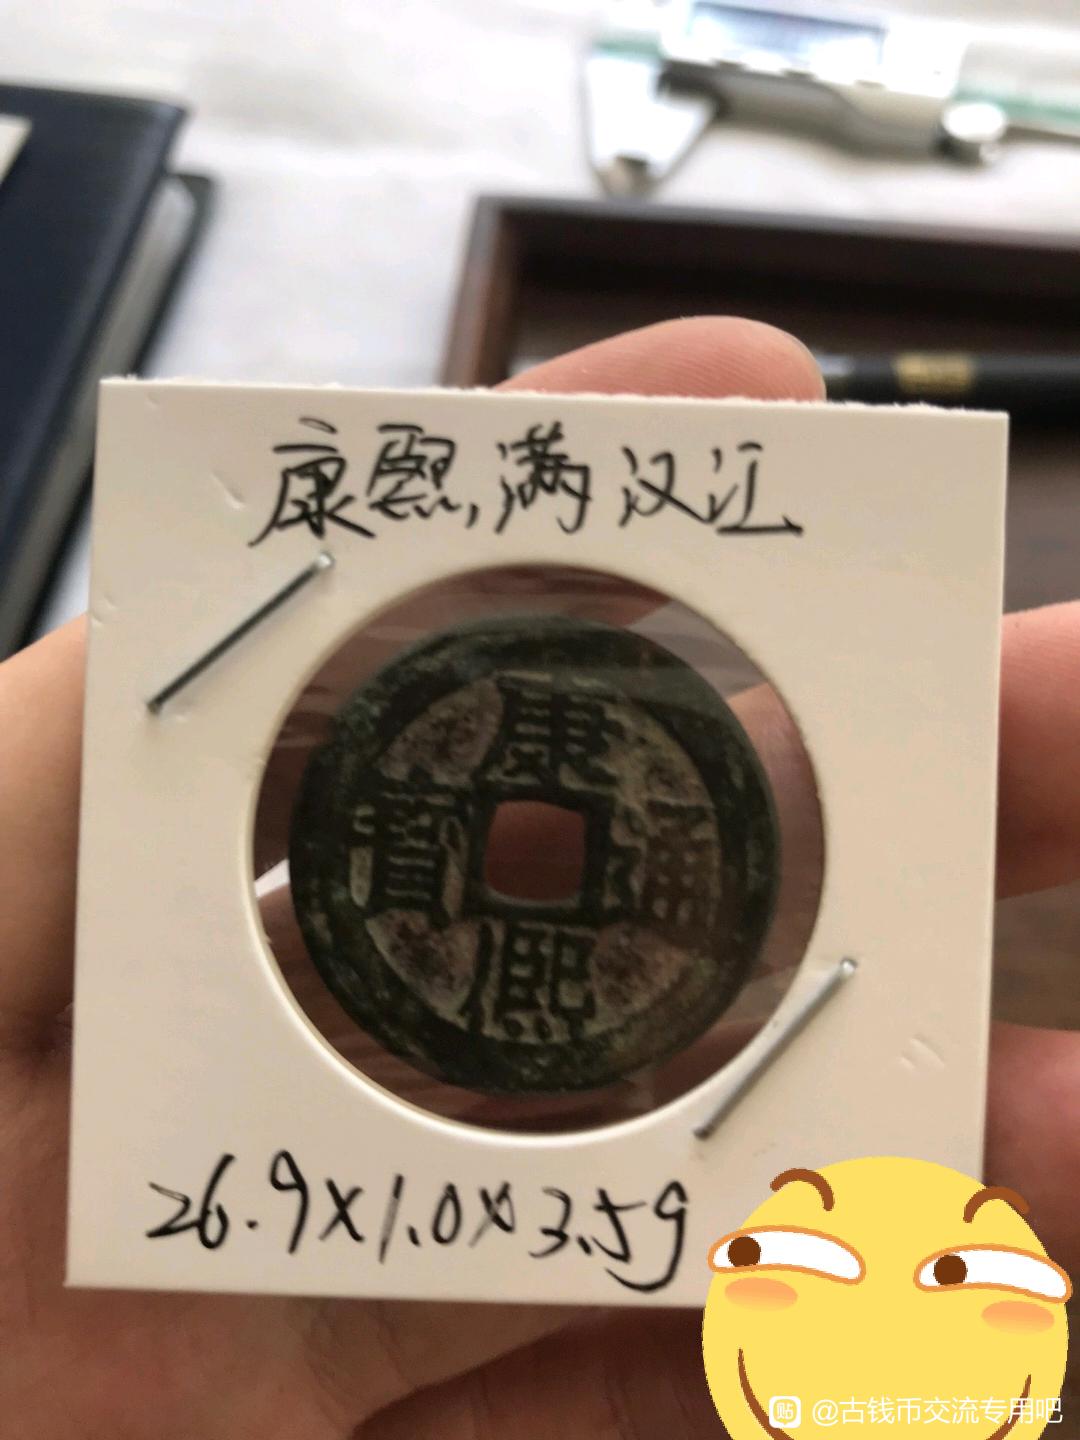 康熙,满汉江
康熙通寶
26.9x1.0x3.5g
贴 @古钱币交流专用吧